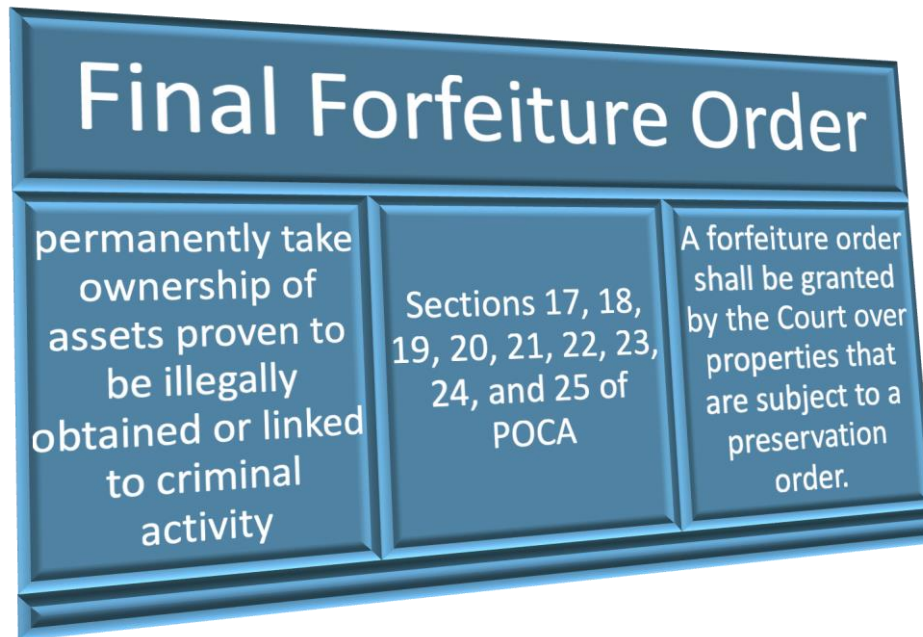 Final Forfeiture Order
permanently take
ownership of
assets proven to
be illegally
obtained or linked
to criminal
activity
Sections 17, 18,
19, 20, 21, 22, 23,
24, and 25 of
POCA
A forfeiture order
shall be granted
by the Court over
properties that
are subject to a
preservation
order.